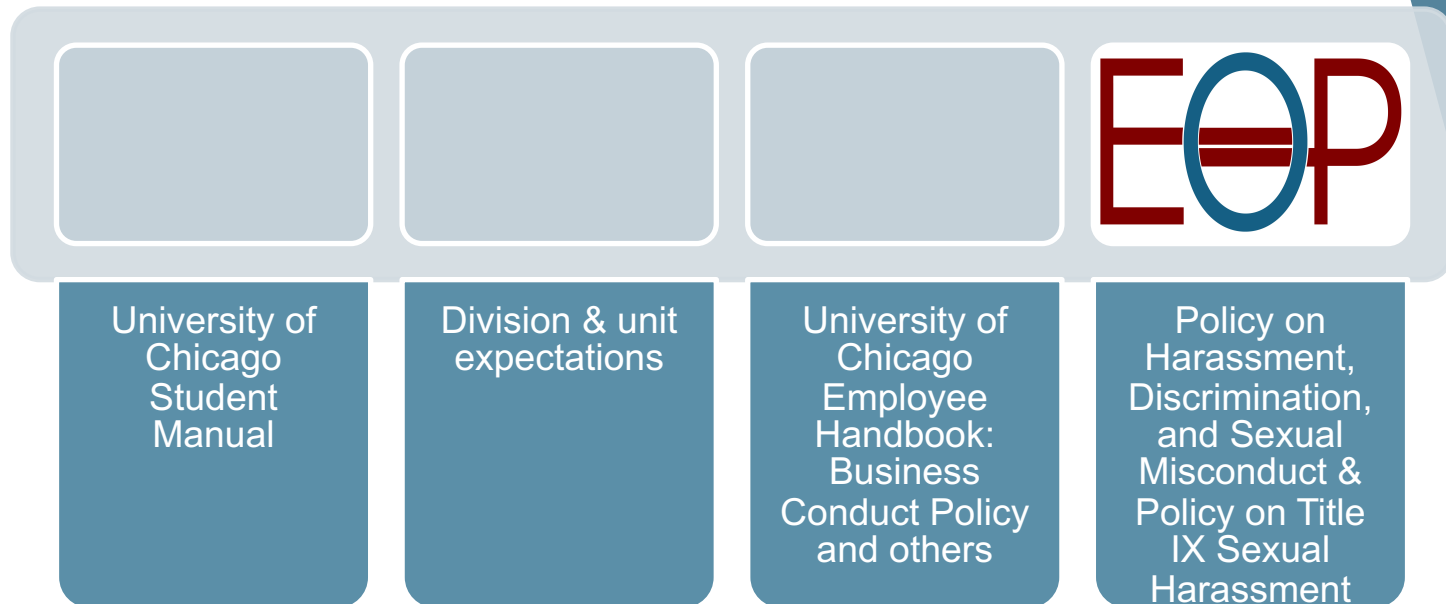 EOP
University of
Chicago
Student
Manual
Division & unit
expectations
University of
Chicago
Employee
Handbook:
Business
Conduct Policy
and others
Policy on
Harassment,
Discrimination,
and Sexual
Misconduct &
Policy on Title
IX Sexual
Harassment